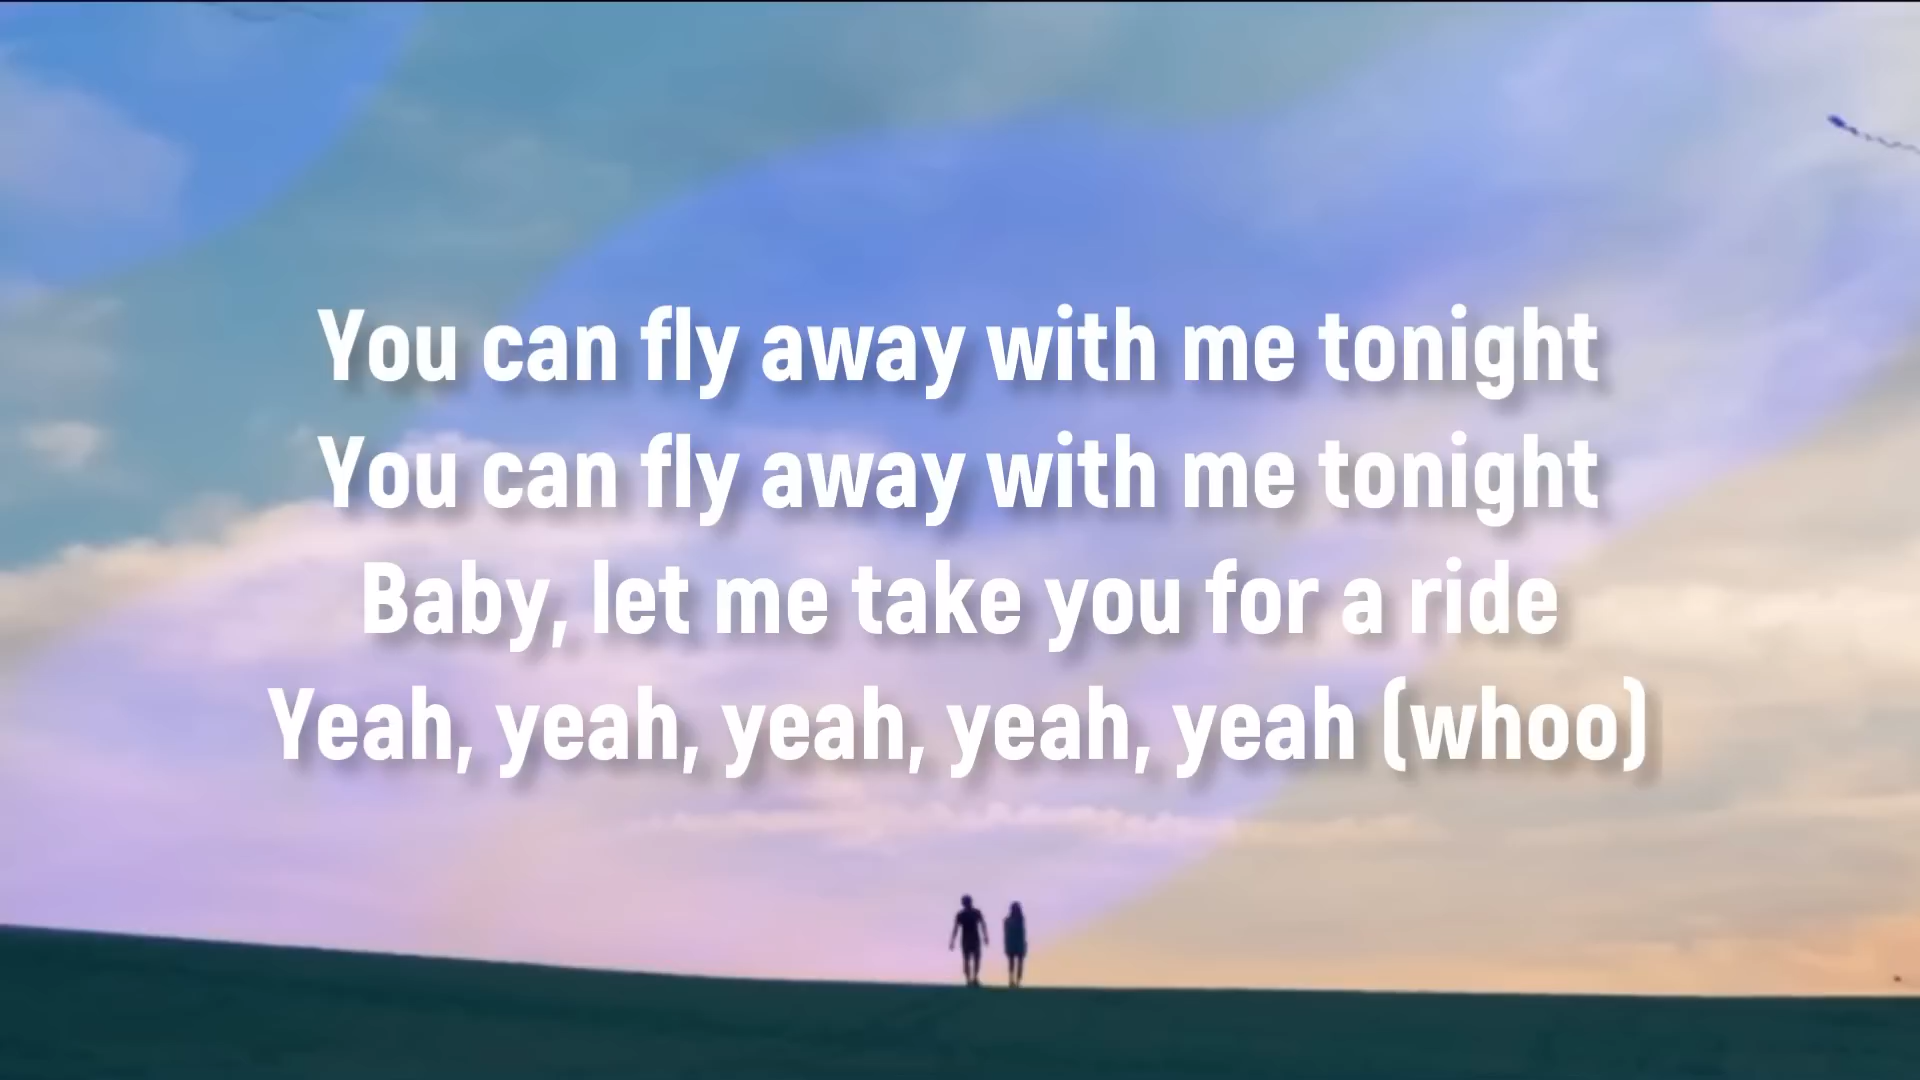 You can fly away with me tonight
You can fly away with me tonight
Baby, let me take you for a ride
Yeah, yeah, yeah, yeah, yeah (whoo)